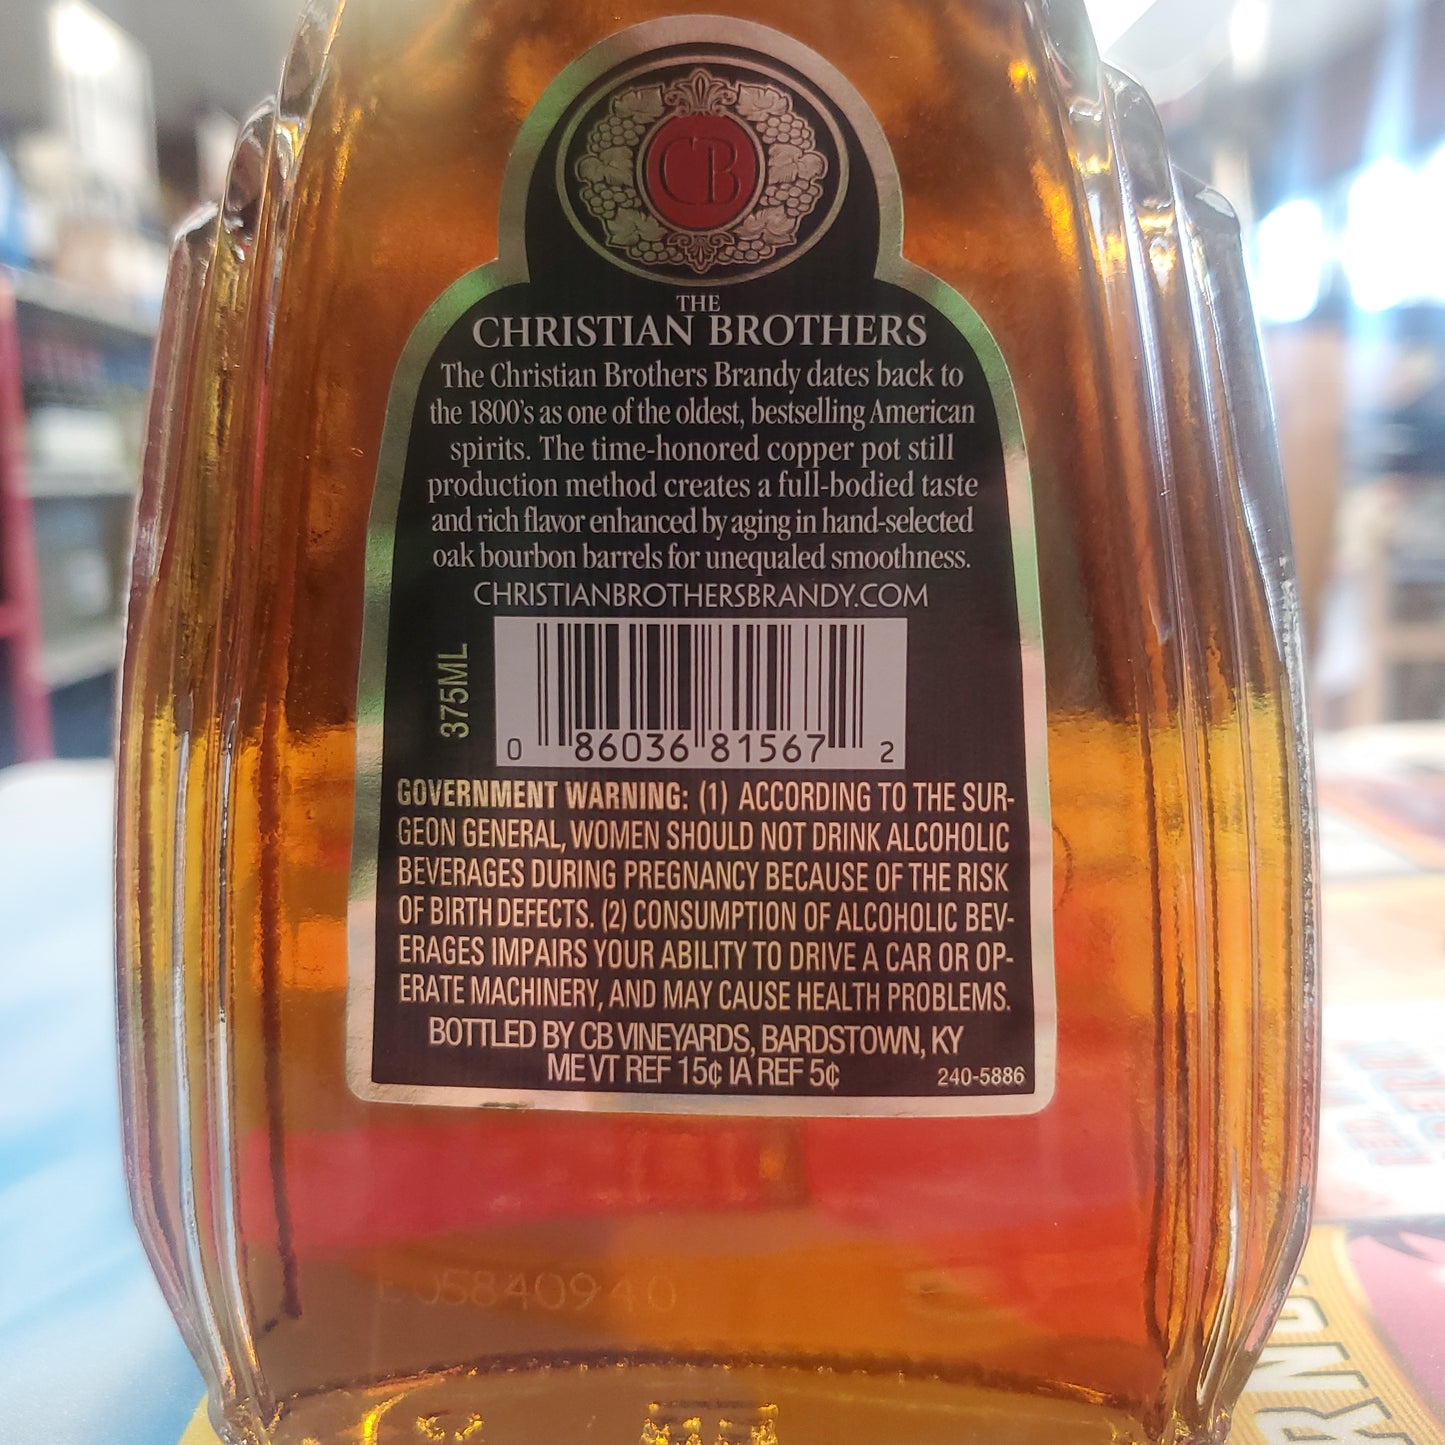 CB
THE
CHRISTIAN BROTHERS
The Christian Brothers Brandy dates back to
the 1800's as one of the oldest, bestselling American
spirits. The time-honored copper pot still
production method creates a full-bodied taste
and rich flavor enhanced by aging in hand-selected
oak bourbon barrels for unequaled smoothness.
CHRISTIANBROTHERSBRANDY.COM
375ML
0 86036 81567 2
GOVERNMENT WARNING: (1) ACCORDING TO THE SUR-
GEON GENERAL, WOMEN SHOULD NOT DRINK ALCOHOLIC
BEVERAGES DURING PREGNANCY BECAUSE OF THE RISK
OF BIRTH DEFECTS. (2) CONSUMPTION OF ALCOHOLIC BEV-
ERAGES IMPAIRS YOUR ABILITY TO DRIVE A CAR OR OP-
ERATE MACHINERY, AND MAY CAUSE HEALTH PROBLEMS.
BOTTLED BY CB VINEYARDS, BARDSTOWN, KY
ME VT REF 15¢ IA REF 5¢
240-5886